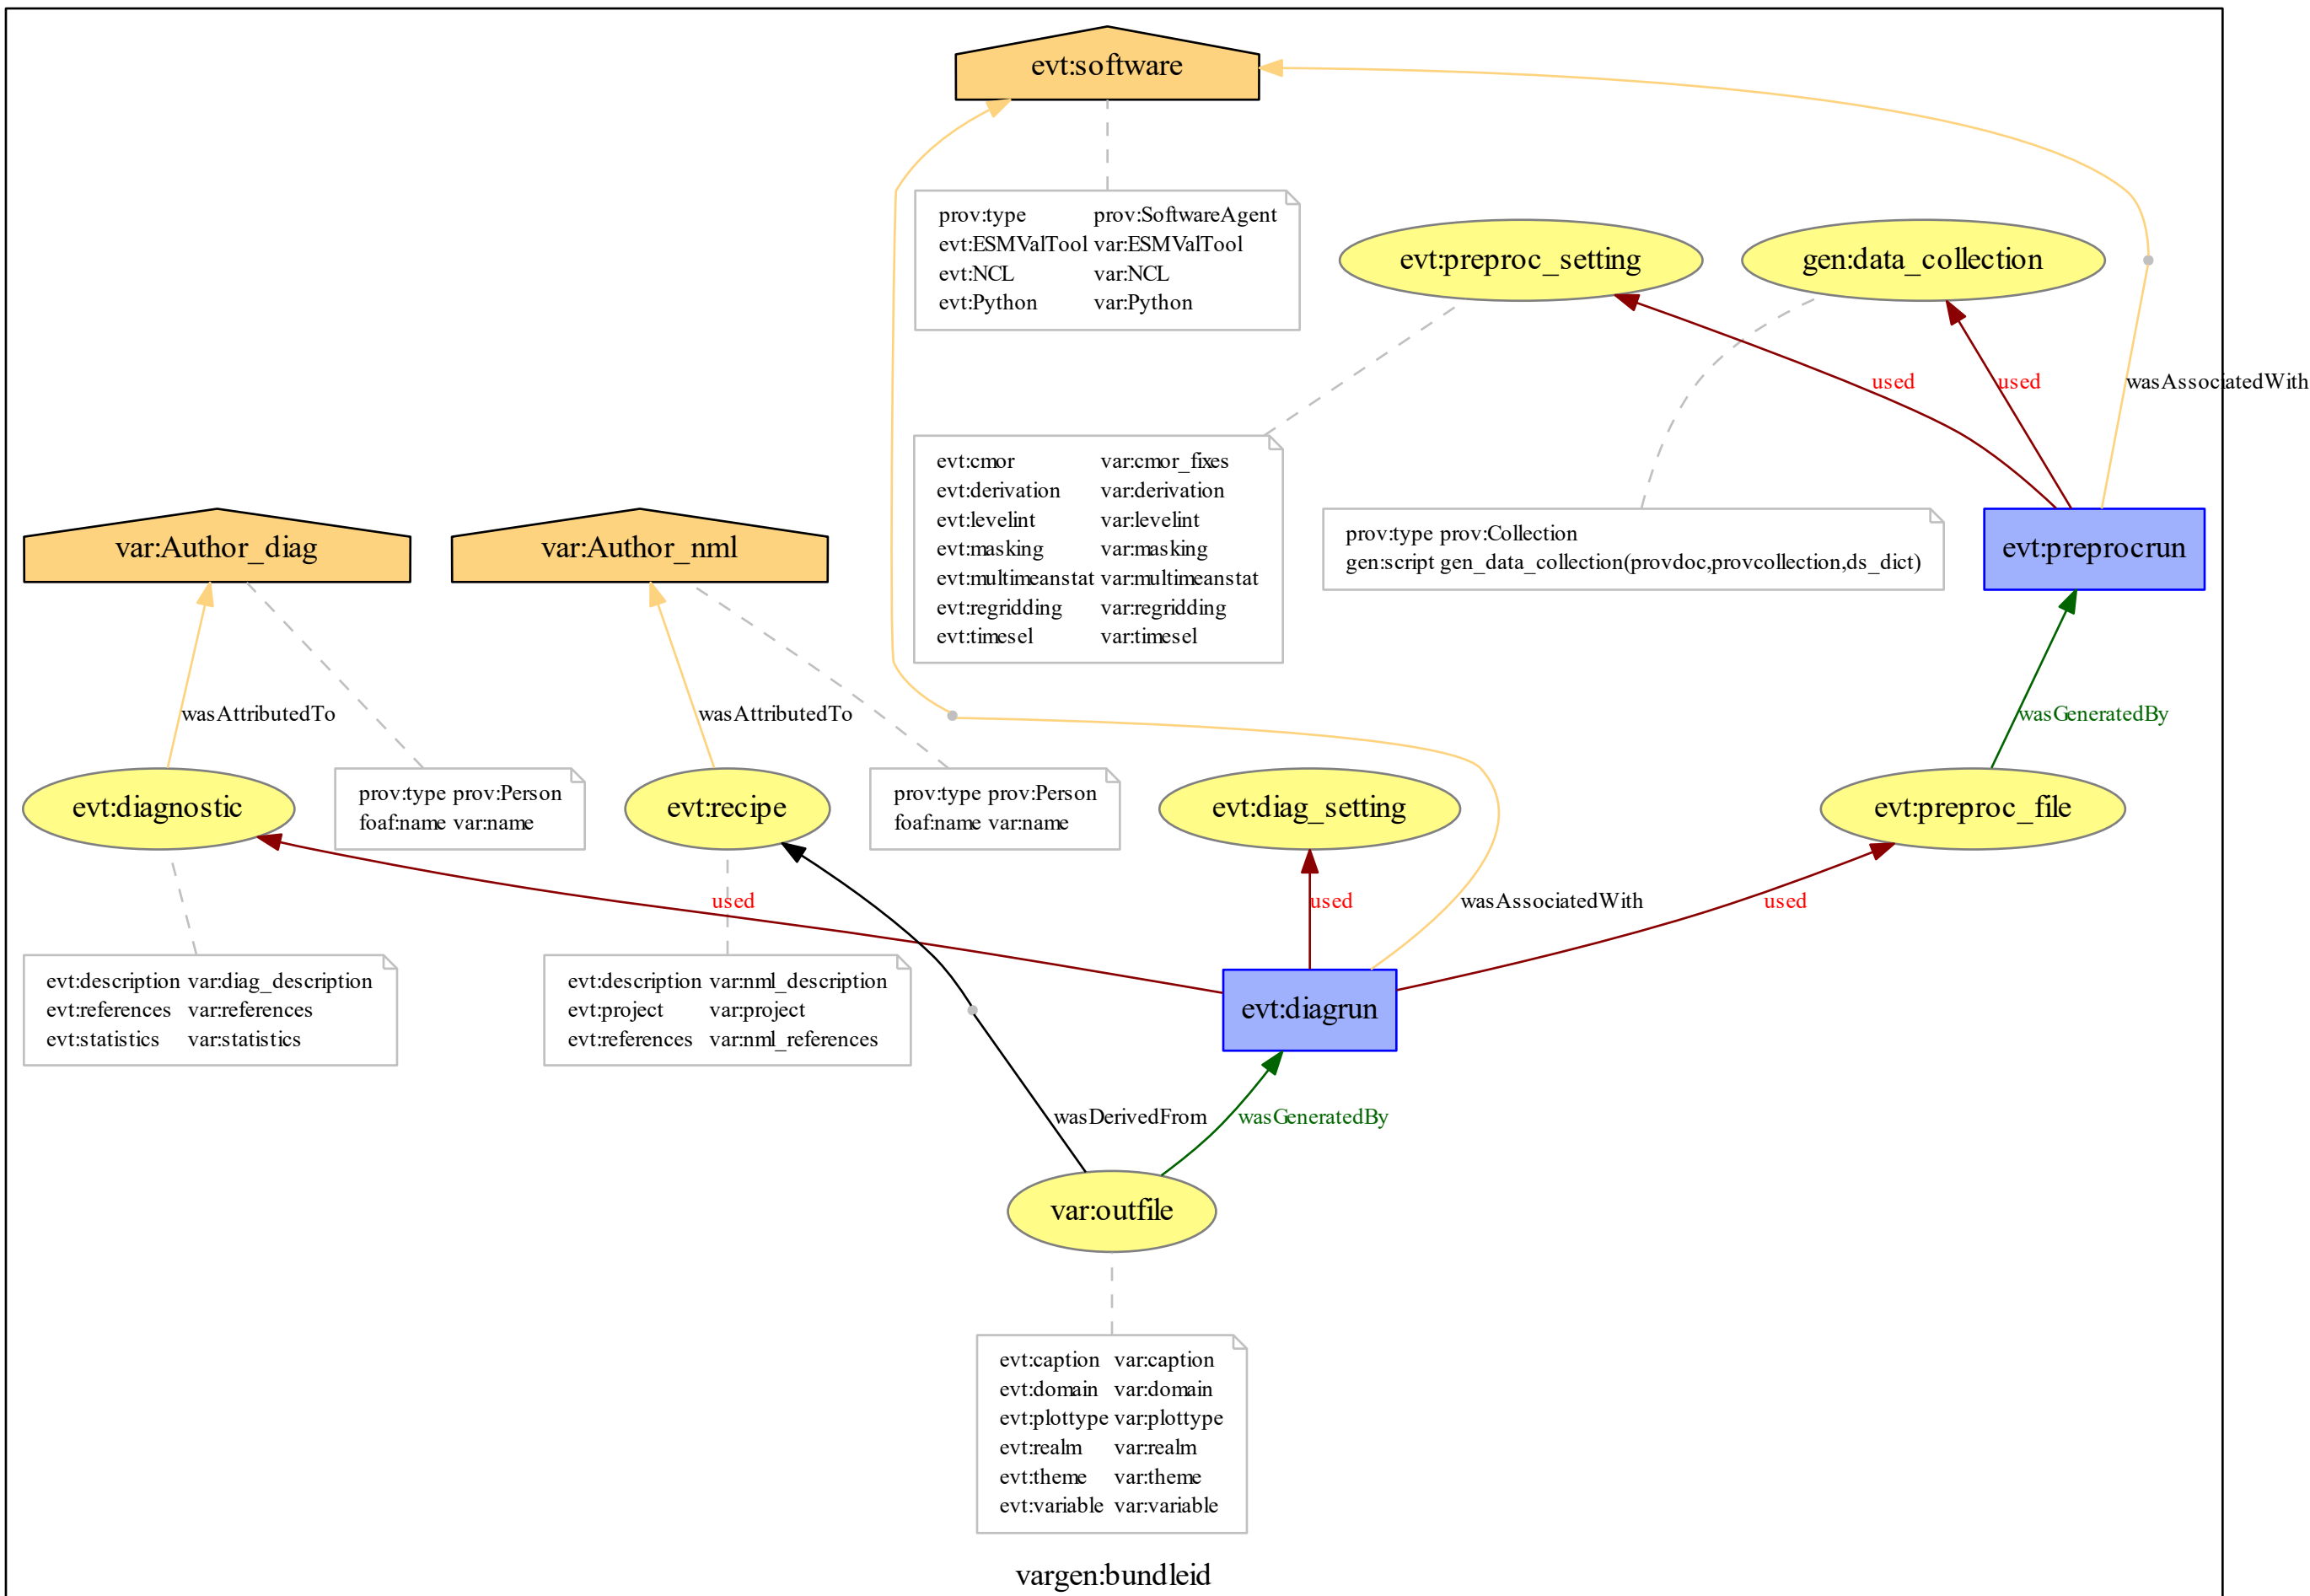 evt:software
prov:type prov:SoftwareAgent
evt:ESMValTool var:ESMValTool
evt:NCL var:NCL
evt:Python var:Python
evt:preproc_setting
gen:data_collection
used
used
wasAssociatedWith
evt:cmor var:cmor_fixes
evt:derivation var:derivation
evt:levelint var:levelint
evt:masking var:masking
evt:multimeanstat var:multimeanstat
evt:regridding var:regridding
evt:timesel var:timesel
prov:type prov:Collection
gen:script gen_data_collection(provdoc,provcollection,ds_dict)
evt:preprocrun
var:Author_diag
var:Author_nml
wasAttributedTo
wasAttributedTo
wasGeneratedBy
evt:diagnostic
prov:type prov:Person
foaf:name var:name
evt:recipe
prov:type prov:Person
foaf:name var:name
evt:diag_setting
evt:preproc_file
used
used
wasAssociatedWith
used
evt:description var:diag_description
evt:references var:references
evt:statistics var:statistics
evt:description var:nml_description
evt:project var:project
evt:references var:nml_references
evt:diagrun
wasDerivedFrom
wasGeneratedBy
var:outfile
evt:caption var:caption
evt:domain var:domain
evt:plottype var:plottype
evt:realm var:realm
evt:theme var:theme
evt:variable var:variable
vargen:bundleid